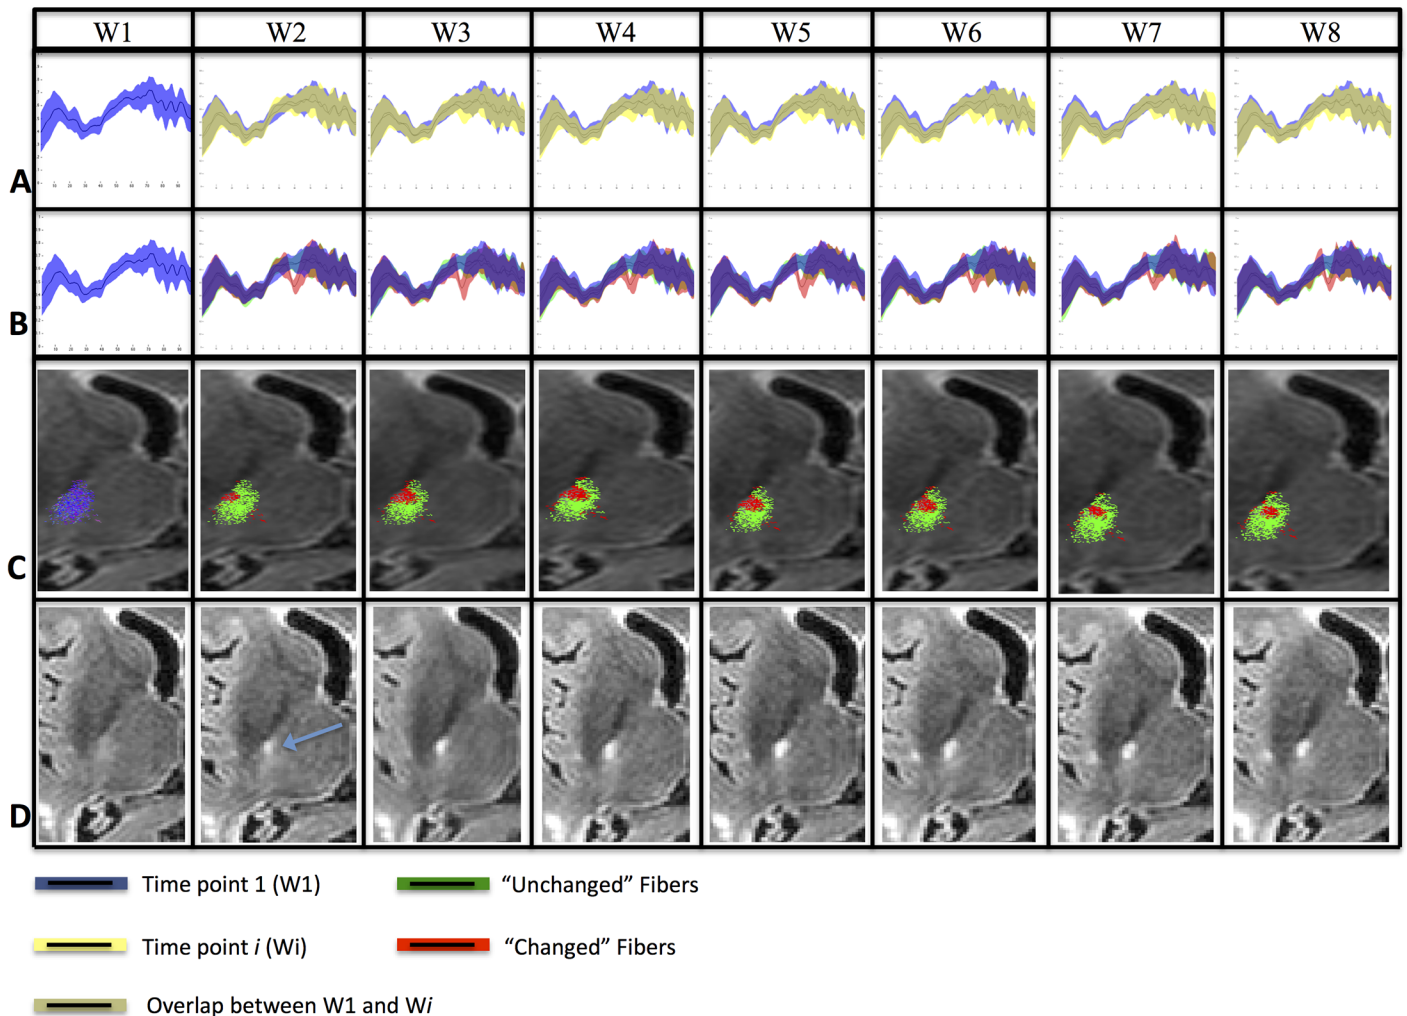 W1 W2 W3 W4 W5 W6 W7 W8
A
B
C
D
Time point 1 (W1)
“Unchanged” Fibers
Time point i (Wi)
“Changed” Fibers
Overlap between W1 and Wi